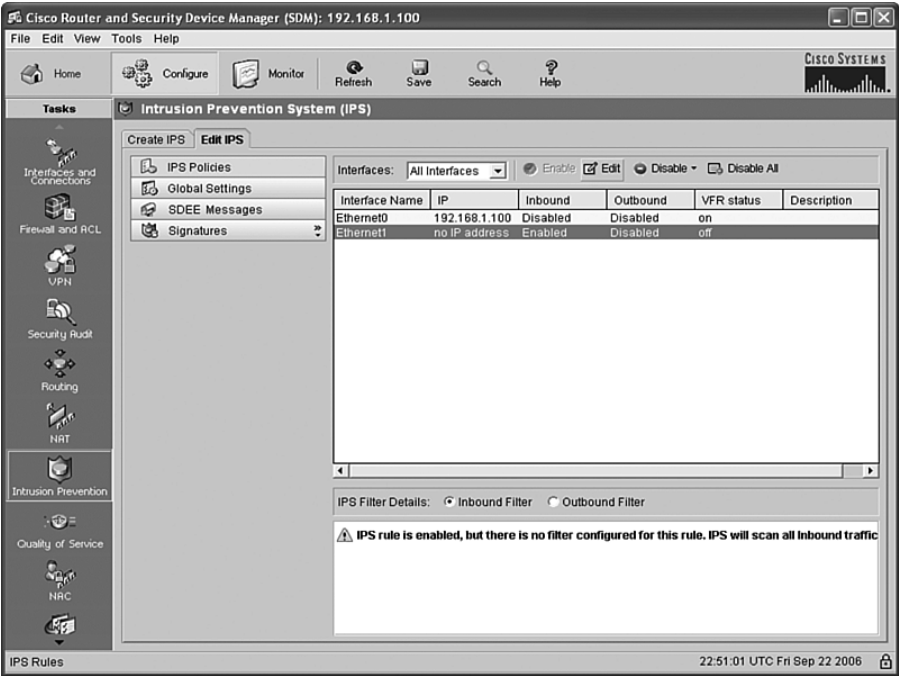 Cisco Router and Security Device Manager (SDM): 192.168.1.100
File Edit View Tools Help
Home Configure Monitor Refresh Save Search Help
CISCO SYSTEMS
Tasks
Intrusion Prevention System (IPS)
Create IPS Edit IPS
Interfaces and Connections
Firewall and ACL
VPN
Security Audit
Routing
NAT
Intrusion Prevention
Quality of Service
NAC
IPS Policies
Global Settings
SDEE Messages
Signatures
Interfaces: All Interfaces Enable Edit Disable Disable All
Interface Name IP Inbound Outbound VFR status Description
Ethernet0 192.168.1.100 Disabled Disabled on
Ethernet1 no IP address Enabled Disabled off
IPS Filter Details: Inbound Filter Outbound Filter
IPS rule is enabled, but there is no filter configured for this rule. IPS will scan all Inbound traffic
IPS Rules
22:51:01 UTC Fri Sep 22 2006